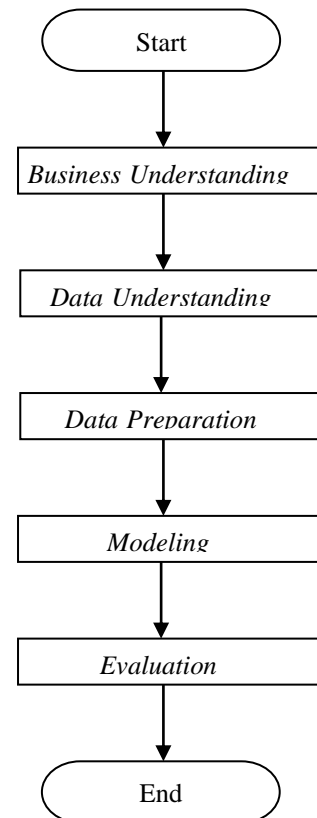 Start
Business Understanding
Data Understanding
Data Preparation
Modeling
Evaluation
End